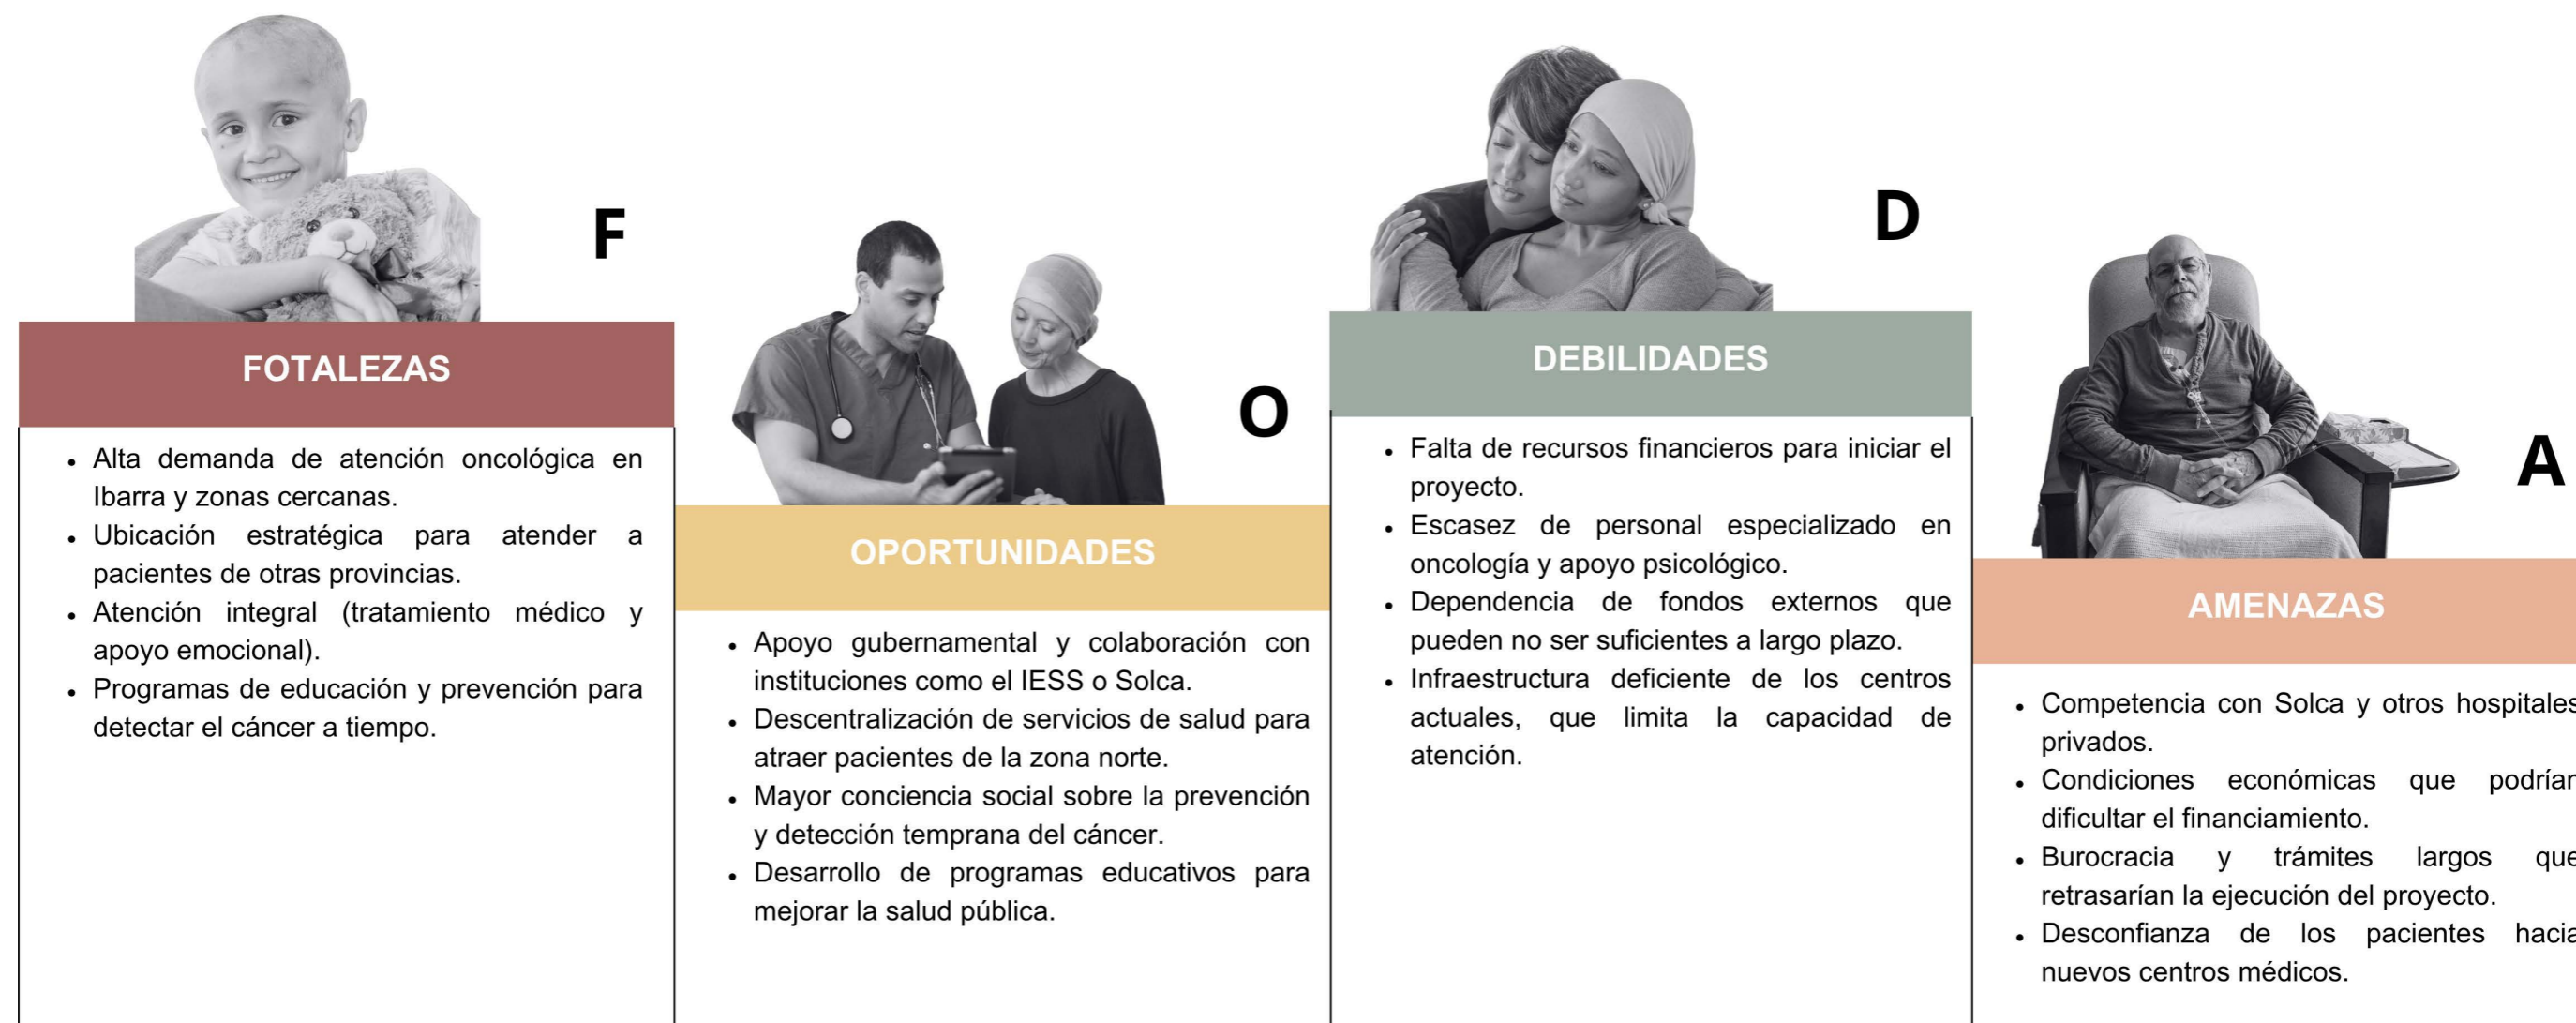 F
FOTALEZAS
• Alta demanda de atención oncológica en
Ibarra y zonas cercanas.
• Ubicación estratégica para atender a
pacientes de otras provincias.
• Atención integral (tratamiento médico y
apoyo emocional).
• Programas de educación y prevención para
detectar el cáncer a tiempo.
O
OPORTUNIDADES
• Apoyo gubernamental y colaboración con
instituciones como el IESS o Solca.
• Descentralización de servicios de salud para
atraer pacientes de la zona norte.
• Mayor conciencia social sobre la prevención
y detección temprana del cáncer.
• Desarrollo de programas educativos para
mejorar la salud pública.
D
DEBILIDADES
• Falta de recursos financieros para iniciar el
proyecto.
• Escasez de personal especializado en
oncología y apoyo psicológico.
• Dependencia de fondos externos que
pueden no ser suficientes a largo plazo.
• Infraestructura deficiente de los centros
actuales, que limita la capacidad de
atención.
A
AMENAZAS
• Competencia con Solca y otros hospitales
privados.
• Condiciones económicas que podrían
dificultar el financiamiento.
• Burocracia y trámites largos que
retrasarían la ejecución del proyecto.
• Desconfianza de los pacientes hacia
nuevos centros médicos.